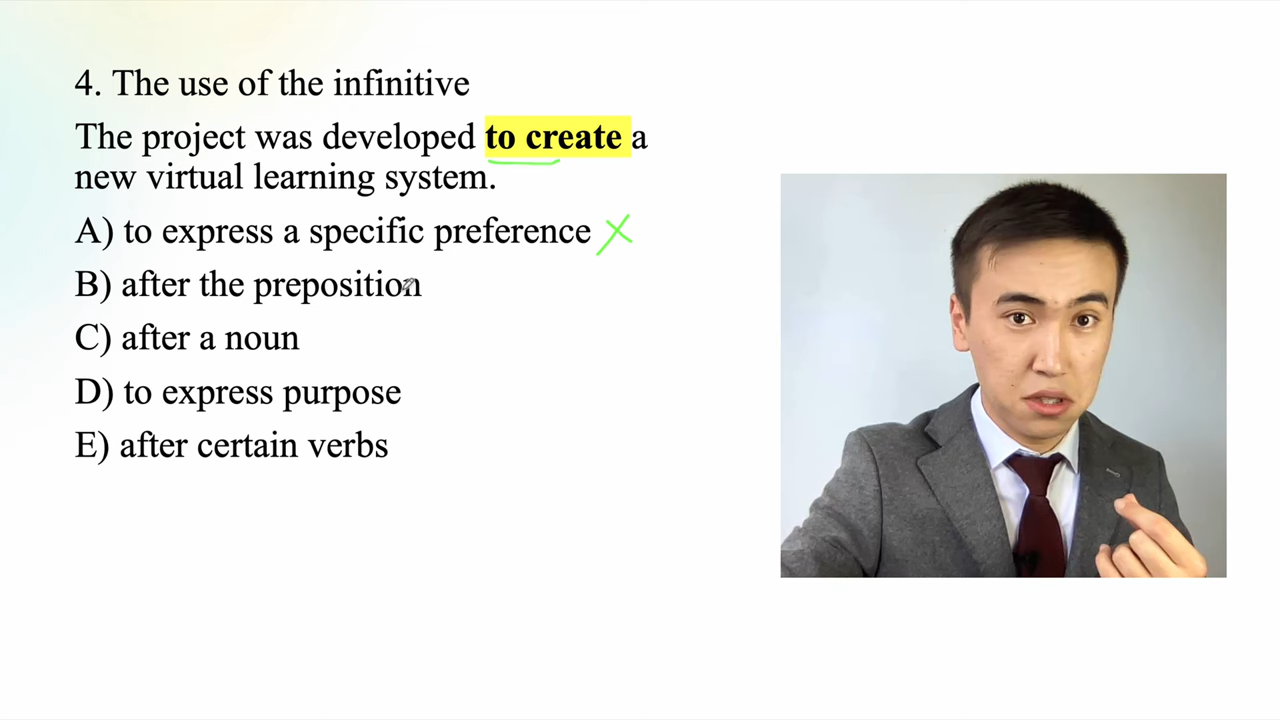 4. The use of the infinitive
The project was developed to create a
new virtual learning system.
A) to express a specific preference
B) after the preposition
C) after a noun
D) to express purpose
E) after certain verbs